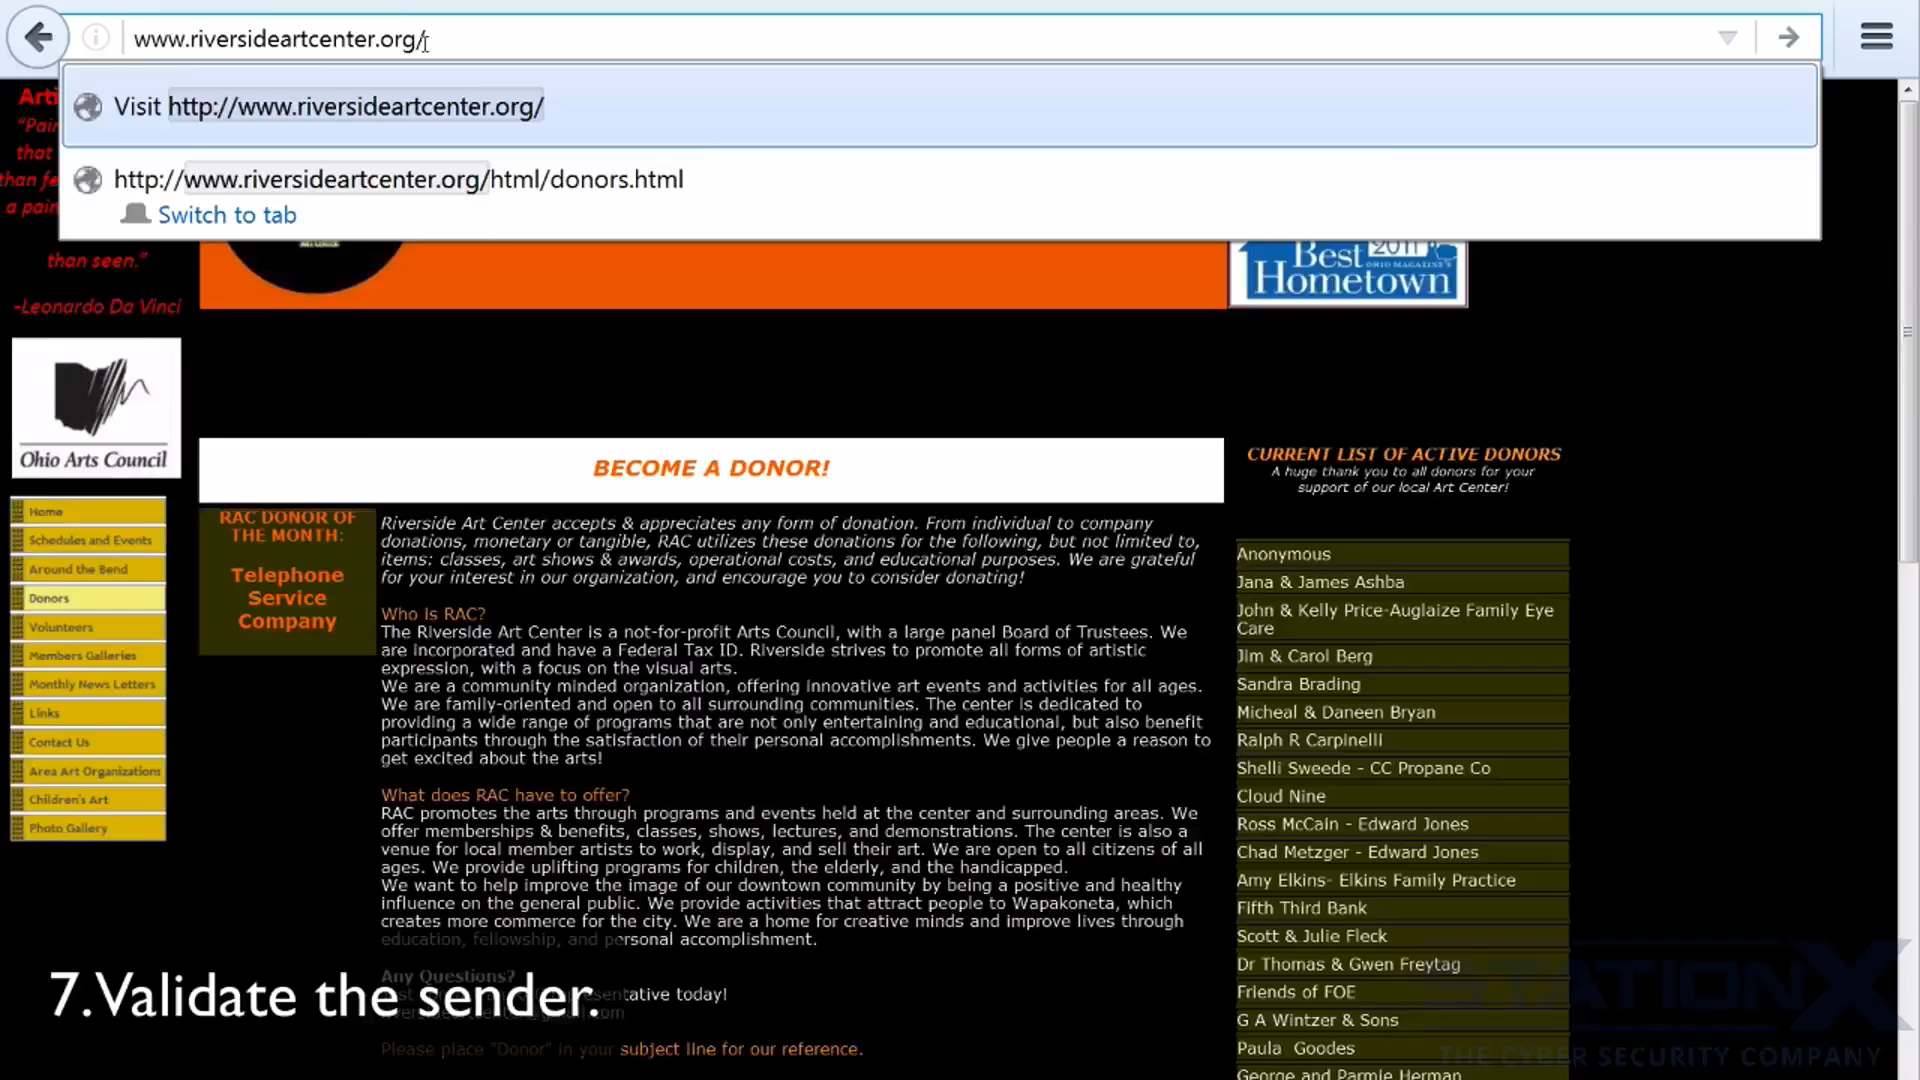 www.riversideartcenter.org/
Visit http://www.riversideartcenter.org/
http://www.riversideartcenter.org/html/donors.html
Switch to tab
than seen."
-Leonardo Da Vinci
Best
Hometown
Ohio Arts Council
Home
Schedules and Events
Around the Bend
Donors
Volunteers
Members Galleries
Monthly News Letters
Links
Contact Us
Area Art Organizations
Children's Art
Photo Gallery
BECOME A DONOR!
RAC DONOR OF
THE MONTH:
Telephone
Service
Company
Riverside Art Center accepts & appreciates any form of donation. From individual to company
donations, monetary or tangible, RAC utilizes these donations for the following, but not limited to,
items: classes, art shows & awards, operational costs, and educational purposes. We are grateful
for your interest in our organization, and encourage you to consider donating!
Who is RAC?
The Riverside Art Center is a not-for-profit Arts Council, with a large panel Board of Trustees. We
are incorporated and have a Federal Tax ID. Riverside strives to promote all forms of artistic
expression, with a focus on the visual arts.
We are a community minded organization, offering innovative art events and activities for all ages.
We are family-oriented and open to all surrounding communities. The center is dedicated to
providing a wide range of programs that are not only entertaining and educational, but also benefit
participants through the satisfaction of their personal accomplishments. We give people a reason to
get excited about the arts!
What does RAC have to offer?
RAC promotes the arts through programs and events held at the center and surrounding areas. We
offer memberships & benefits, classes, shows, lectures, and demonstrations. The center is also a
venue for local member artists to work, display, and sell their art. We are open to all citizens of all
ages. We provide uplifting programs for children, the elderly, and the handicapped.
We want to help improve the image of our downtown community by being a positive and healthy
influence on the general public. We provide activities that attract people to Wapakoneta, which
creates more commerce for the city. We are a home for creative minds and improve lives through
education, fellowship, and personal accomplishment.
Any Questions?
today!
Please place "Donor" in your subject line for our reference.
CURRENT LIST OF ACTIVE DONORS
A huge thank you to all donors for your
support of our local Art Center!
Anonymous
Jana & James Ashba
John & Kelly Price-Auglaize Family Eye
Care
Jim & Carol Berg
Sandra Brading
Micheal & Daneen Bryan
Ralph R Carpinelli
Shelli Sweede - CC Propane Co
Cloud Nine
Ross McCain - Edward Jones
Chad Metzger - Edward Jones
Amy Elkins- Elkins Family Practice
Fifth Third Bank
Scott & Julie Fleck
Dr Thomas & Gwen Freytag
Friends of FOE
G A Wintzer & Sons
Paula Goodes
George and Parmie Herman
7. Validate the sender.
STATIONX
THE CYBER SECURITY COMPANY